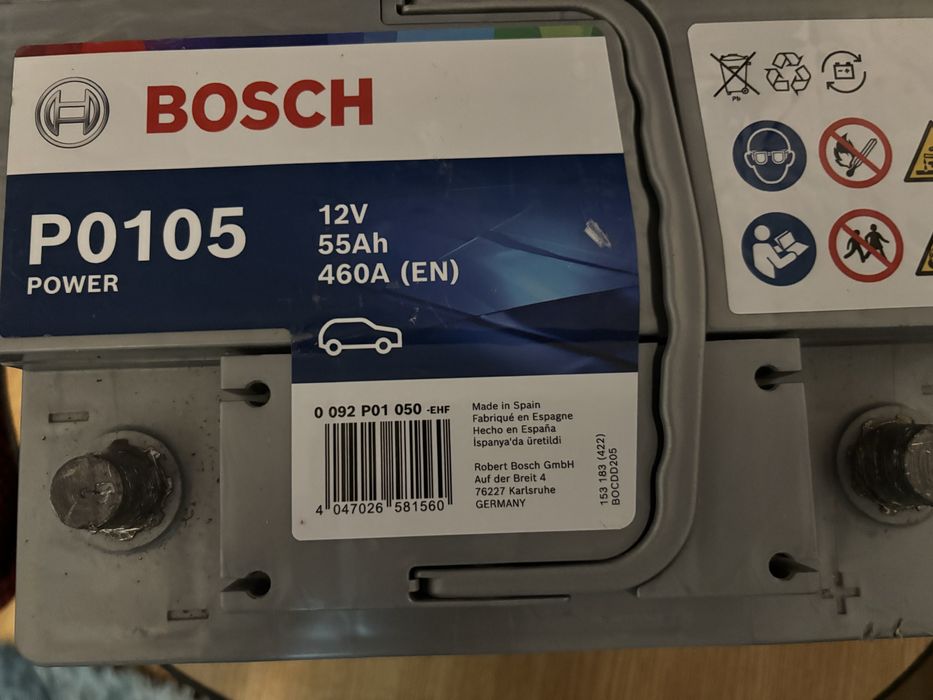 BOSCH
P0105
POWER
12V
55Ah
460A (EN)
Pb
0 092 P01 050 -EHF
4 047026 581560
Made in Spain
Fabriqué en Espagne
Hecho en España
İspanya'da üretildi
Robert Bosch GmbH
Auf der Breit 4
76227 Karlsruhe
GERMANY
153 183 (422)
BOCDD205